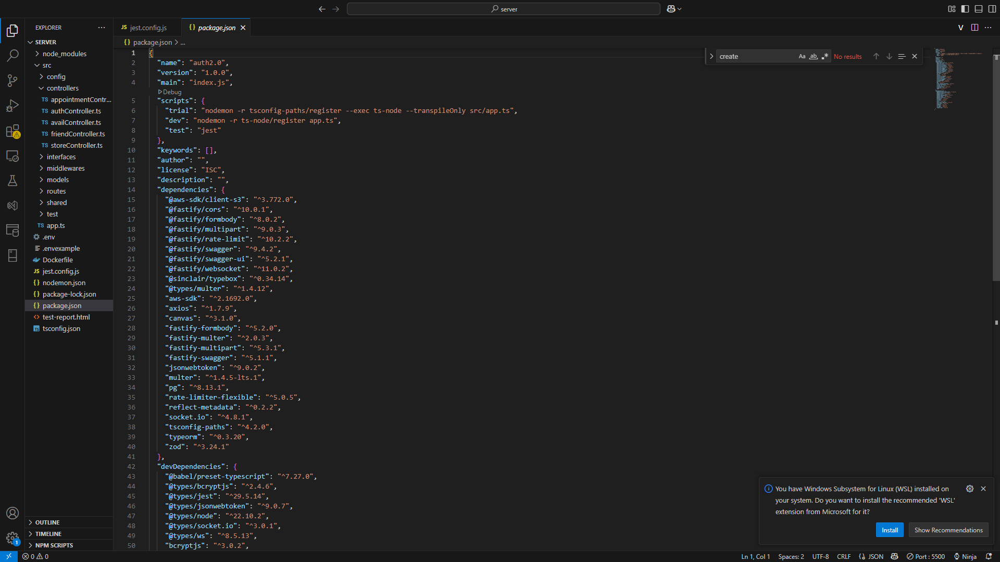 server
EXPLORER
SERVER
node_modules
src
config
controllers
TS appointmentContr...
TS authController.ts
TS availController.ts
TS friendController.ts
TS storeController.ts
interfaces
middlewares
models
routes
shared
test
TS app.ts
.env
.envexample
Dockerfile
JS jest.config.js
{} nodemon.json
{} package-lock.json
{} package.json
<> test-report.html
TS tsconfig.json
OUTLINE
TIMELINE
NPM SCRIPTS
JS jest.config.js
{} package.json
V
{} package.json > ...
create
Aa ab .*
No results
1 {
2 "name": "auth2.0",
3 "version": "1.0.0",
4 "main": "index.js",
Debug
5 "scripts": {
6 "trial": "nodemon -r tsconfig-paths/register --exec ts-node --transpileOnly src/app.ts",
7 "dev": "nodemon -r ts-node/register app.ts",
8 "test": "jest"
9 },
10 "keywords": [],
11 "author": "",
12 "license": "ISC",
13 "description": "",
14 "dependencies": {
15 "@aws-sdk/client-s3": "^3.772.0",
16 "@fastify/cors": "^10.0.1",
17 "@fastify/formbody": "^8.0.2",
18 "@fastify/multipart": "^9.0.3",
19 "@fastify/rate-limit": "^10.2.2",
20 "@fastify/swagger": "^9.4.2",
21 "@fastify/swagger-ui": "^5.2.1",
22 "@fastify/websocket": "^11.0.2",
23 "@sinclair/typebox": "^0.34.14",
24 "@types/multer": "^1.4.12",
25 "aws-sdk": "^2.1692.0",
26 "axios": "^1.7.9",
27 "canvas": "^3.1.0",
28 "fastify-formbody": "^5.2.0",
29 "fastify-multer": "^2.0.3",
30 "fastify-multipart": "^5.3.1",
31 "fastify-swagger": "^5.1.1",
32 "jsonwebtoken": "^9.0.2",
33 "multer": "^1.4.5-lts.1",
34 "pg": "^8.13.1",
35 "rate-limiter-flexible": "^5.0.5",
36 "reflect-metadata": "^0.2.2",
37 "socket.io": "^4.8.1",
38 "tsconfig-paths": "^4.2.0",
39 "typeorm": "^0.3.20",
40 "zod": "^3.24.1"
41 },
42 "devDependencies": {
43 "@babel/preset-typescript": "^7.27.0",
44 "@types/bcryptjs": "^2.4.6",
45 "@types/jest": "^29.5.14",
46 "@types/jsonwebtoken": "^9.0.7",
47 "@types/node": "^22.10.2",
48 "@types/socket.io": "^3.0.1",
49 "@types/ws": "^8.5.13",
50 "bcryptjs": "^3.0.2",
You have Windows Subsystem for Linux (WSL) installed on
your system. Do you want to install the recommended 'WSL'
extension from Microsoft for it?
Install
Show Recommendations
1
0 0
Ln 1, Col 1
Spaces: 2
UTF-8
CRLF
{} JSON
Port : 5500
Ninja